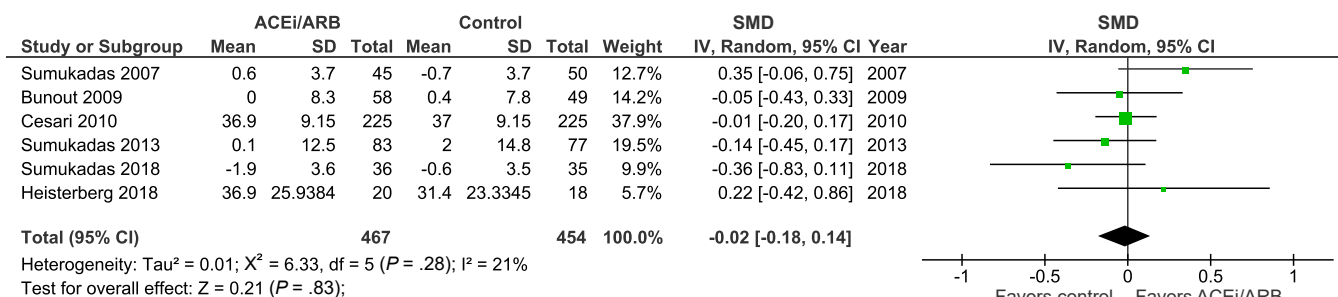 ACEi/ARB Control SMD SMD
Study or Subgroup Mean SD Total Mean SD Total Weight IV, Random, 95% CI Year IV, Random, 95% CI
Sumukadas 2007 0.6 3.7 45 -0.7 3.7 50 12.7% 0.35 [-0.06, 0.75] 2007
Bunout 2009 0 8.3 58 0.4 7.8 49 14.2% -0.05 [-0.43, 0.33] 2009
Cesari 2010 36.9 9.15 225 37 9.15 225 37.9% -0.01 [-0.20, 0.17] 2010
Sumukadas 2013 0.1 12.5 83 2 14.8 77 19.5% -0.14 [-0.45, 0.17] 2013
Sumukadas 2018 -1.9 3.6 36 -0.6 3.5 35 9.9% -0.36 [-0.83, 0.11] 2018
Heisterberg 2018 36.9 25.9384 20 31.4 23.3345 18 5.7% 0.22 [-0.42, 0.86] 2018
Total (95% CI) 467 454 100.0% -0.02 [-0.18, 0.14]
Heterogeneity: Tau² = 0.01; X² = 6.33, df = 5 (P = .28); I² = 21%
Test for overall effect: Z = 0.21 (P = .83);
-1 -0.5 0 0.5 1
Favors control Favors ACEi/ARB